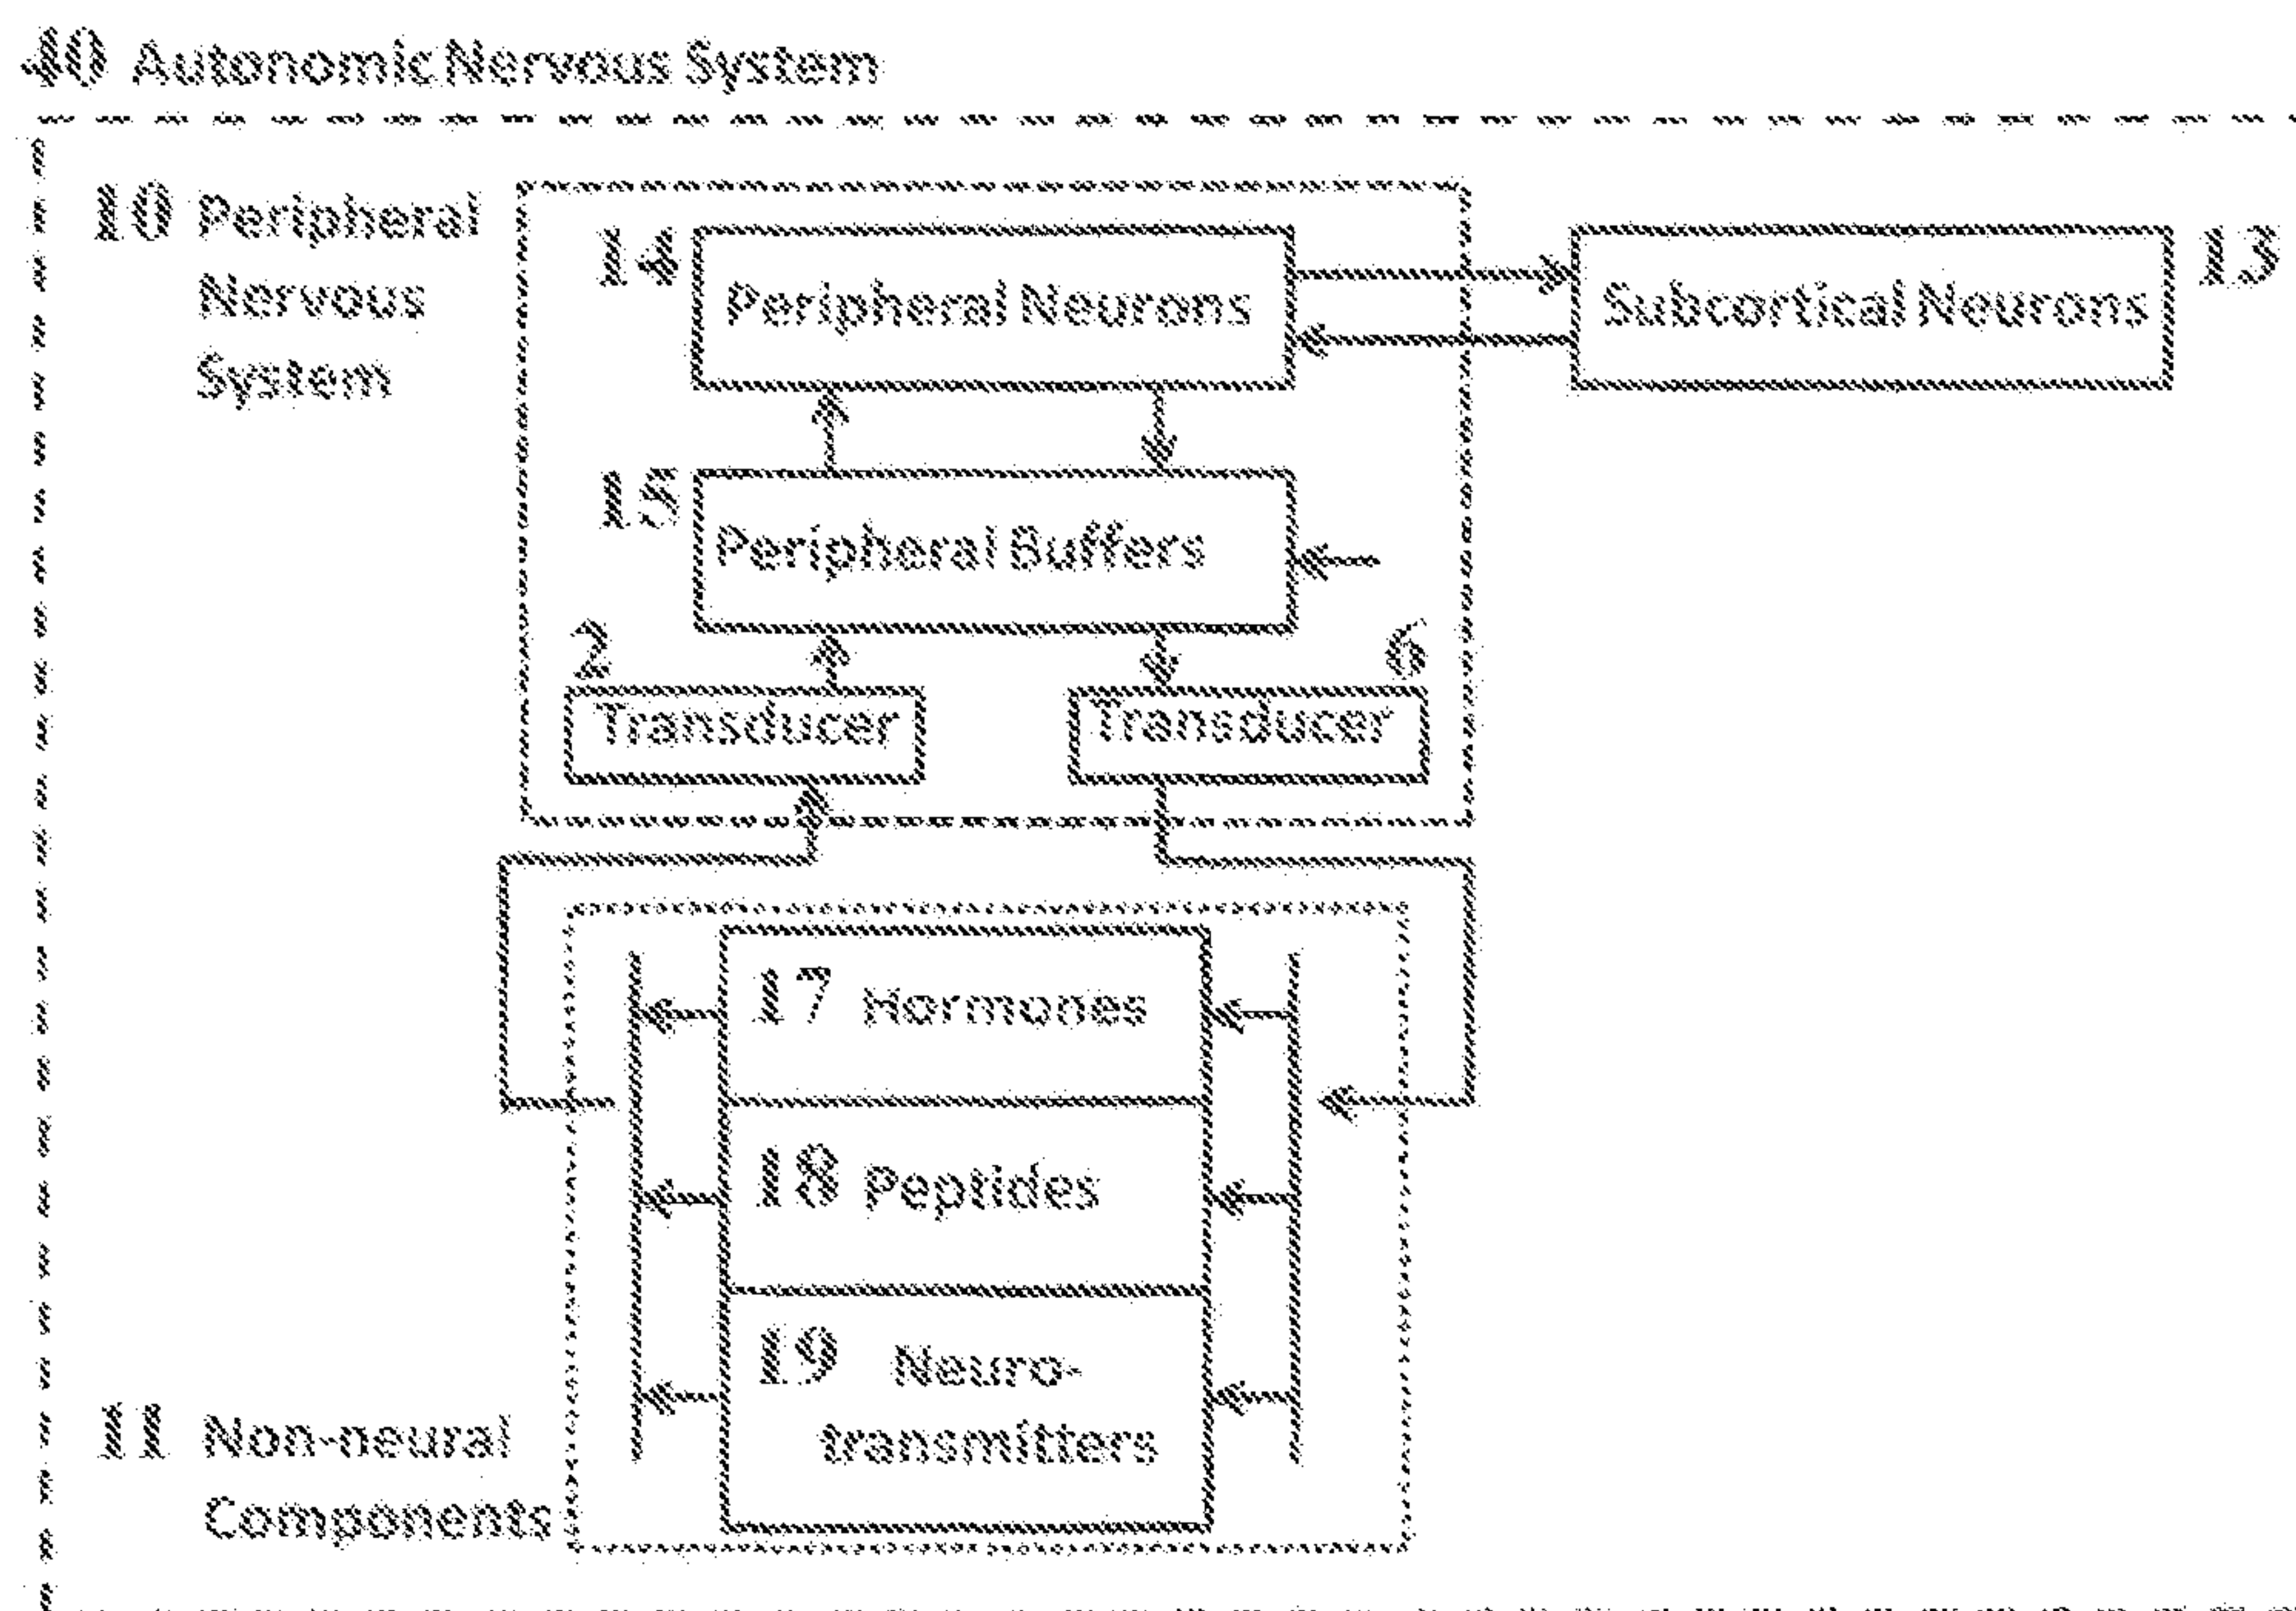 40 Autonomic Nervous System
10 Peripheral
Nervous
System
14
Peripheral Neurons
Subcortical Neurons
13
15
Peripheral Buffers
2
6
Transducer
Transducer
17 Hormones
18 Peptides
19 Neuro-
transmitters
11 Non-neural
Components